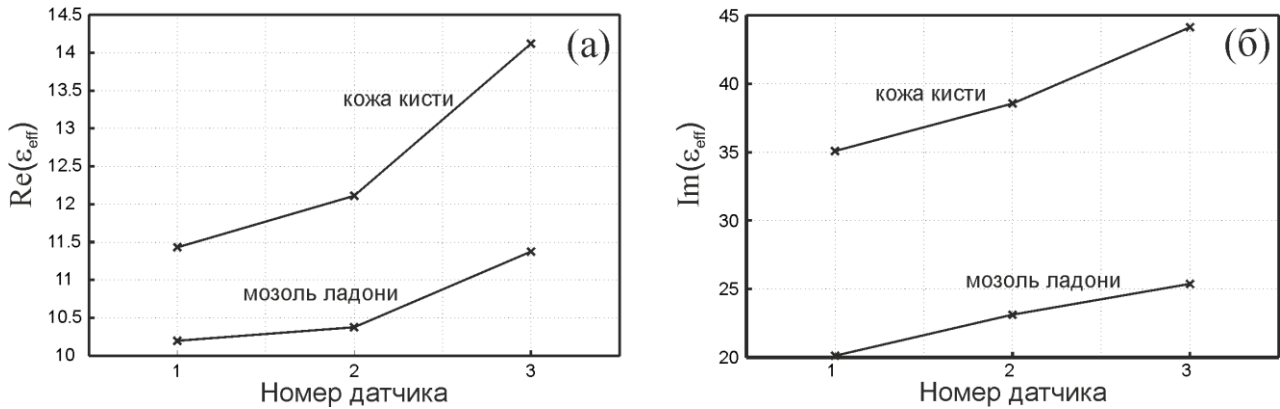 14.5
14
13.5
13
12.5
12
11.5
11
10.5
10
Re(ε_eff)
(а)
кожа кисти
мозоль ладони
1 2 3
Номер датчика
45
40
35
30
25
20
Im(ε_eff)
(б)
кожа кисти
мозоль ладони
1 2 3
Номер датчика